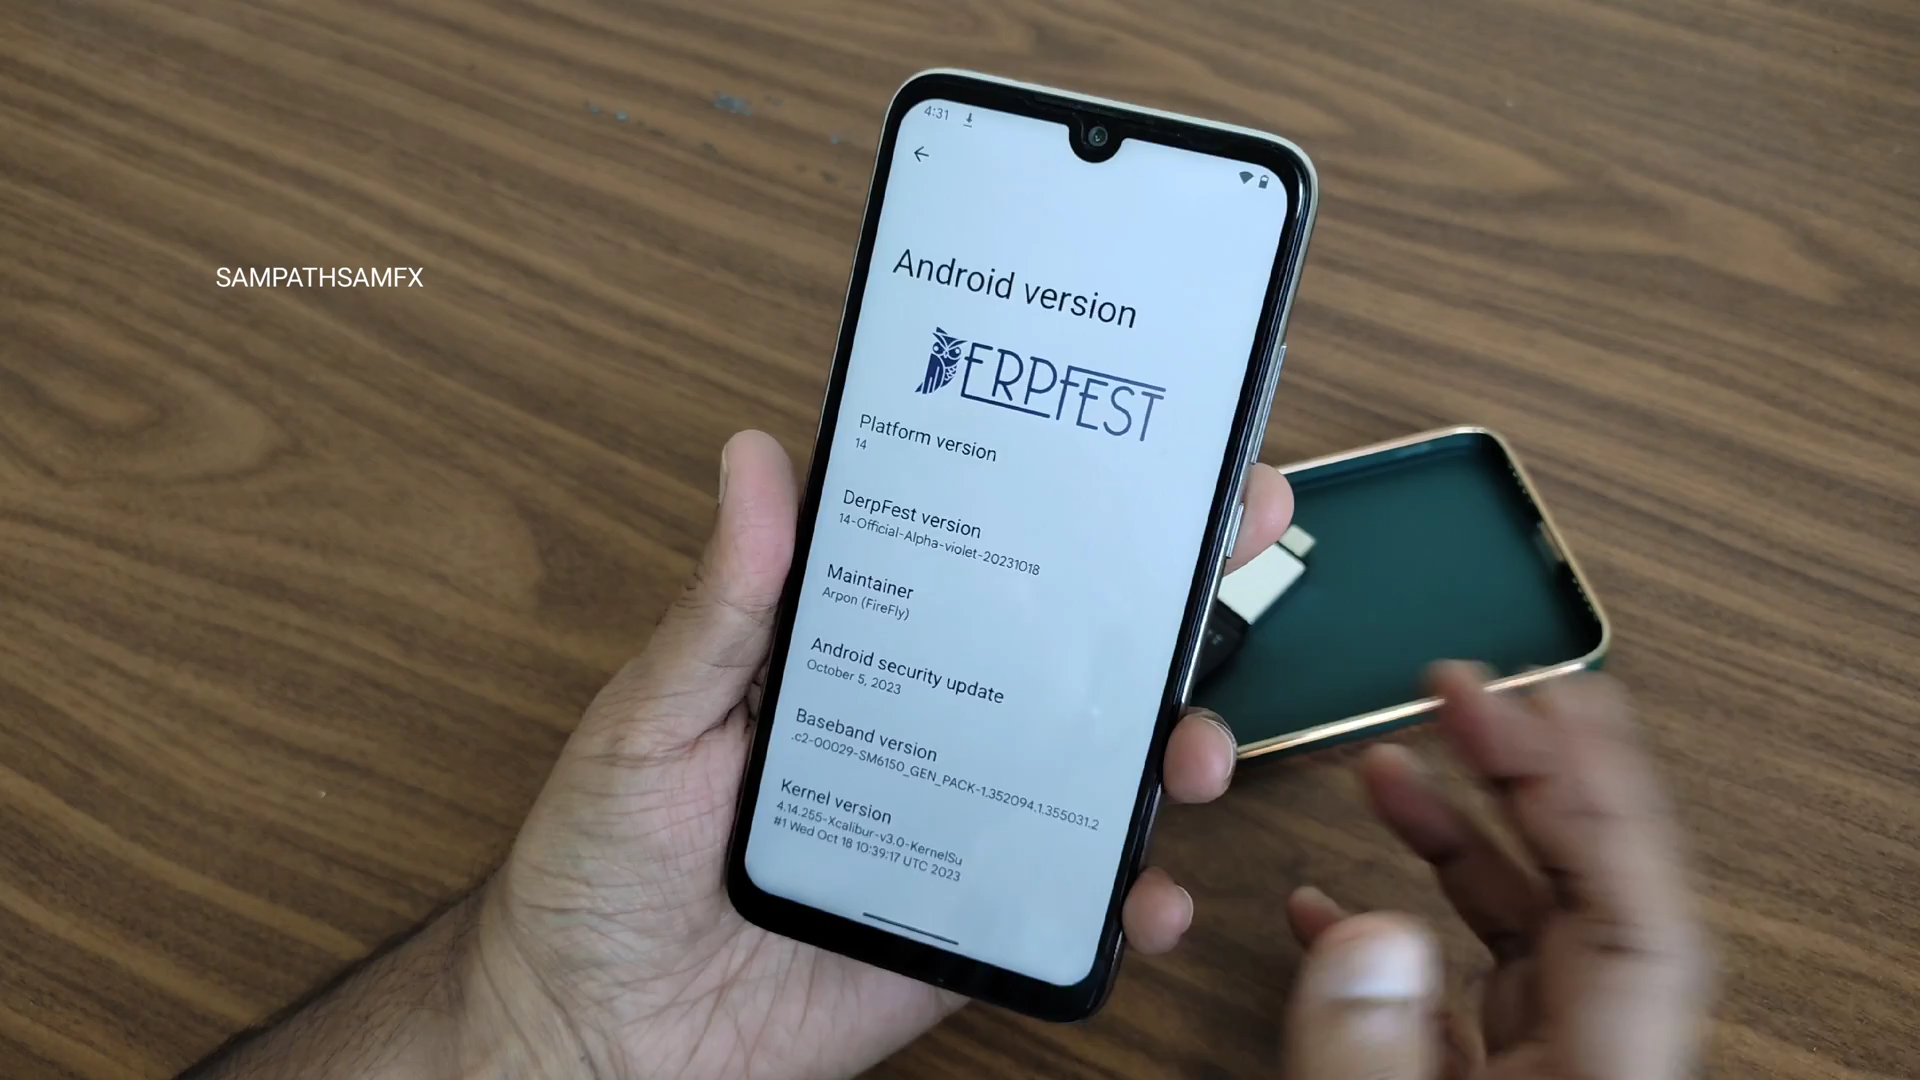 4:31
SAMPATHSAMFX
Android version
DERPFEST
Platform version
14
DerpFest version
14-Official-Alpha-violet-20231018
Maintainer
Arpon (FireFly)
Android security update
October 5, 2023
Baseband version
.c2-00029-SM6150_GEN_PACK-1.352094.1.355031.2
Kernel version
4.14.255-Xcalibur-v3.0-KernelSu
#1 Wed Oct 18 10:39:17 UTC 2023